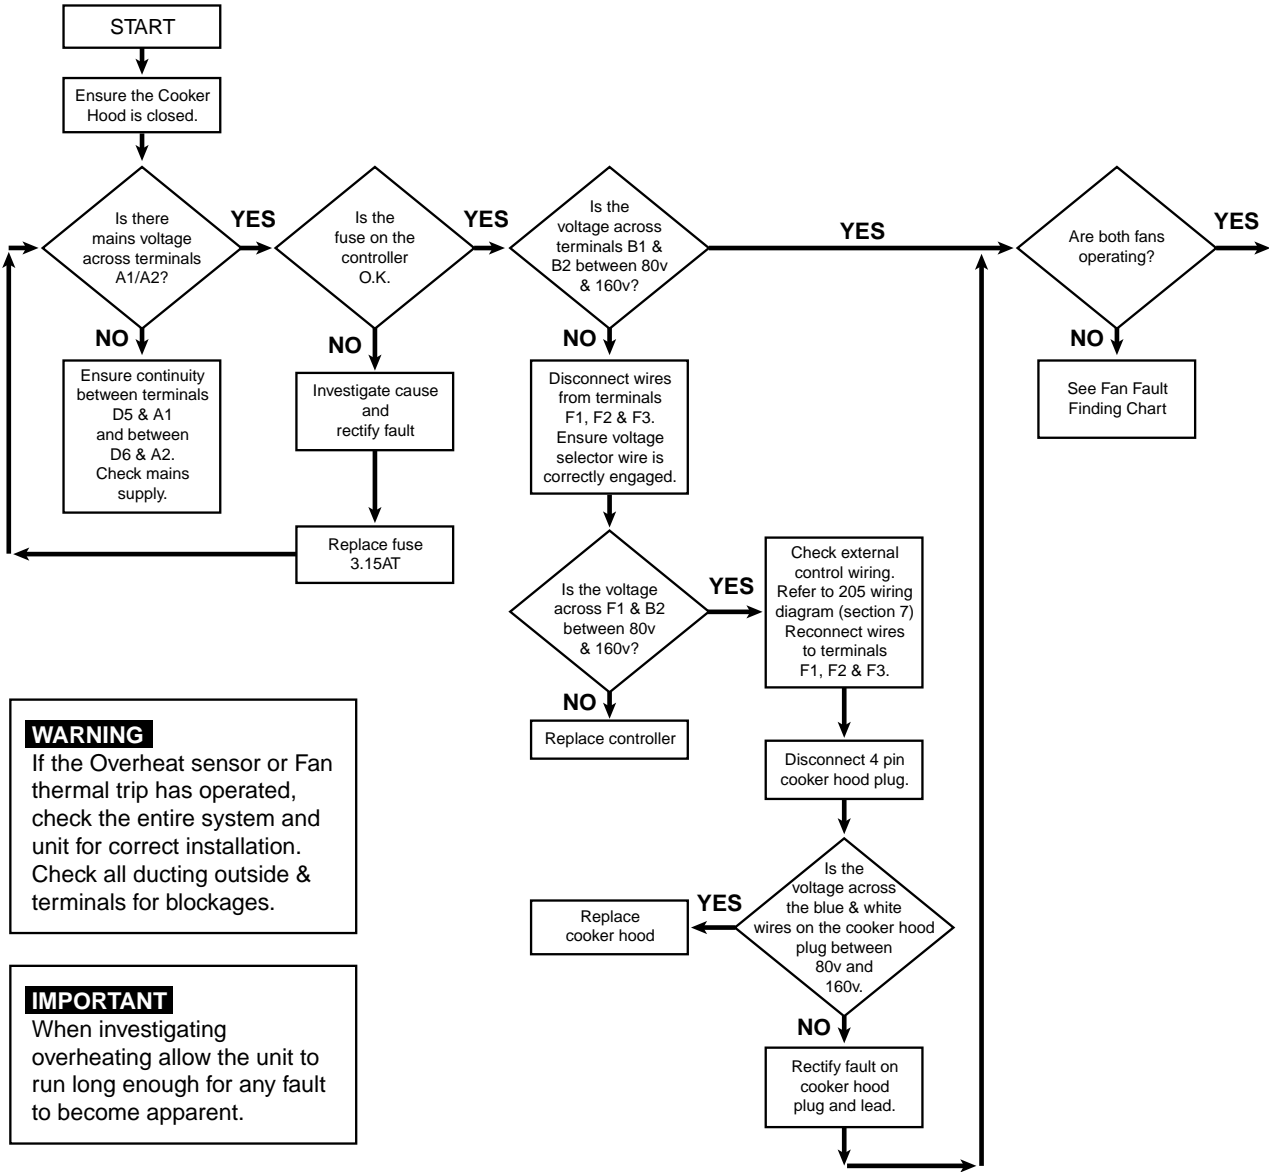 START
Ensure the Cooker
Hood is closed.
Is there
mains voltage
across terminals
A1/A2?
YES
NO
Ensure continuity
between terminals
D5 & A1
and between
D6 & A2.
Check mains
supply.
Is the
fuse on the
controller
O.K.
YES
NO
Investigate cause
and
rectify fault
Replace fuse
3.15AT
Is the
voltage across
terminals B1 &
B2 between 80v
& 160v?
YES
NO
Disconnect wires
from terminals
F1, F2 & F3.
Ensure voltage
selector wire is
correctly engaged.
Is the voltage
across F1 & B2
between 80v
& 160v?
YES
NO
Replace controller
Check external
control wiring.
Refer to 205 wiring
diagram (section 7)
Reconnect wires
to terminals
F1, F2 & F3.
Disconnect 4 pin
cooker hood plug.
Is the
voltage across
the blue & white
wires on the cooker hood
plug between
80v and
160v.
YES
Replace
cooker hood
NO
Rectify fault on
cooker hood
plug and lead.
Are both fans
operating?
YES
NO
See Fan Fault
Finding Chart
WARNING
If the Overheat sensor or Fan
thermal trip has operated,
check the entire system and
unit for correct installation.
Check all ducting outside &
terminals for blockages.
IMPORTANT
When investigating
overheating allow the unit to
run long enough for any fault
to become apparent.